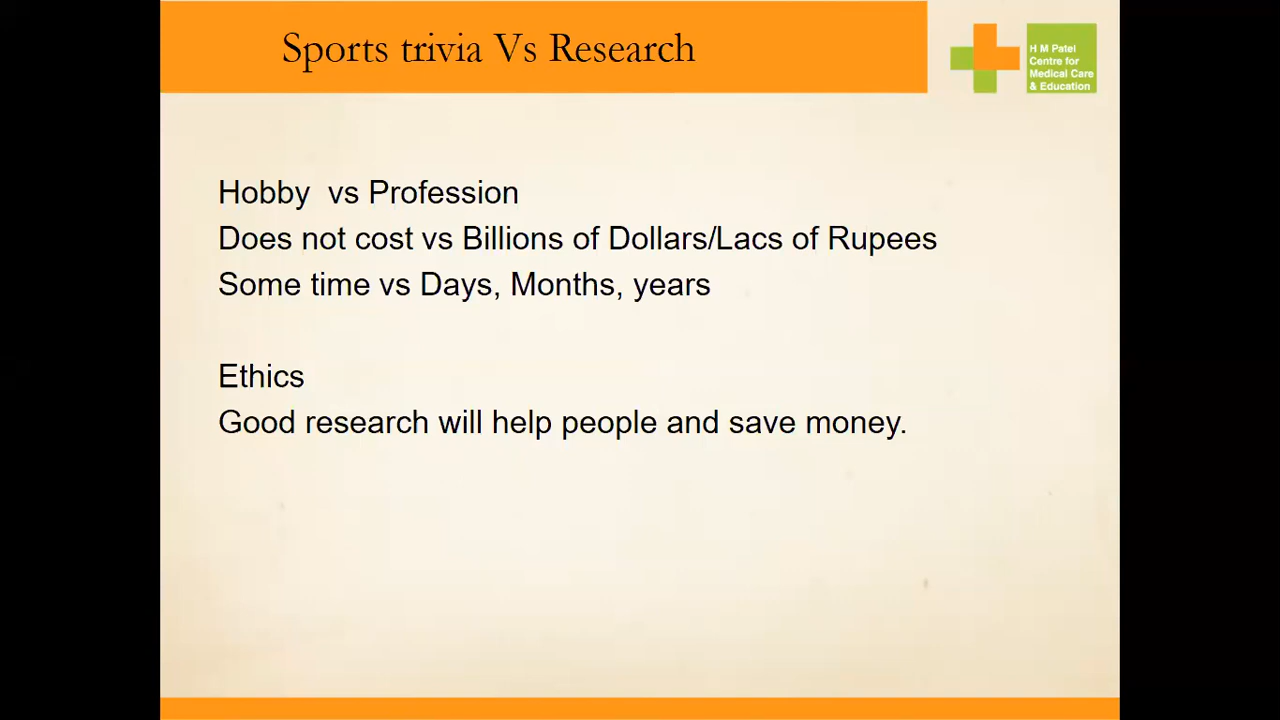 Sports trivia Vs Research
H M Patel
Centre for
Medical Care
& Education
Hobby  vs Profession
Does not cost vs Billions of Dollars/Lacs of Rupees
Some time vs Days, Months, years
Ethics
Good research will help people and save money.